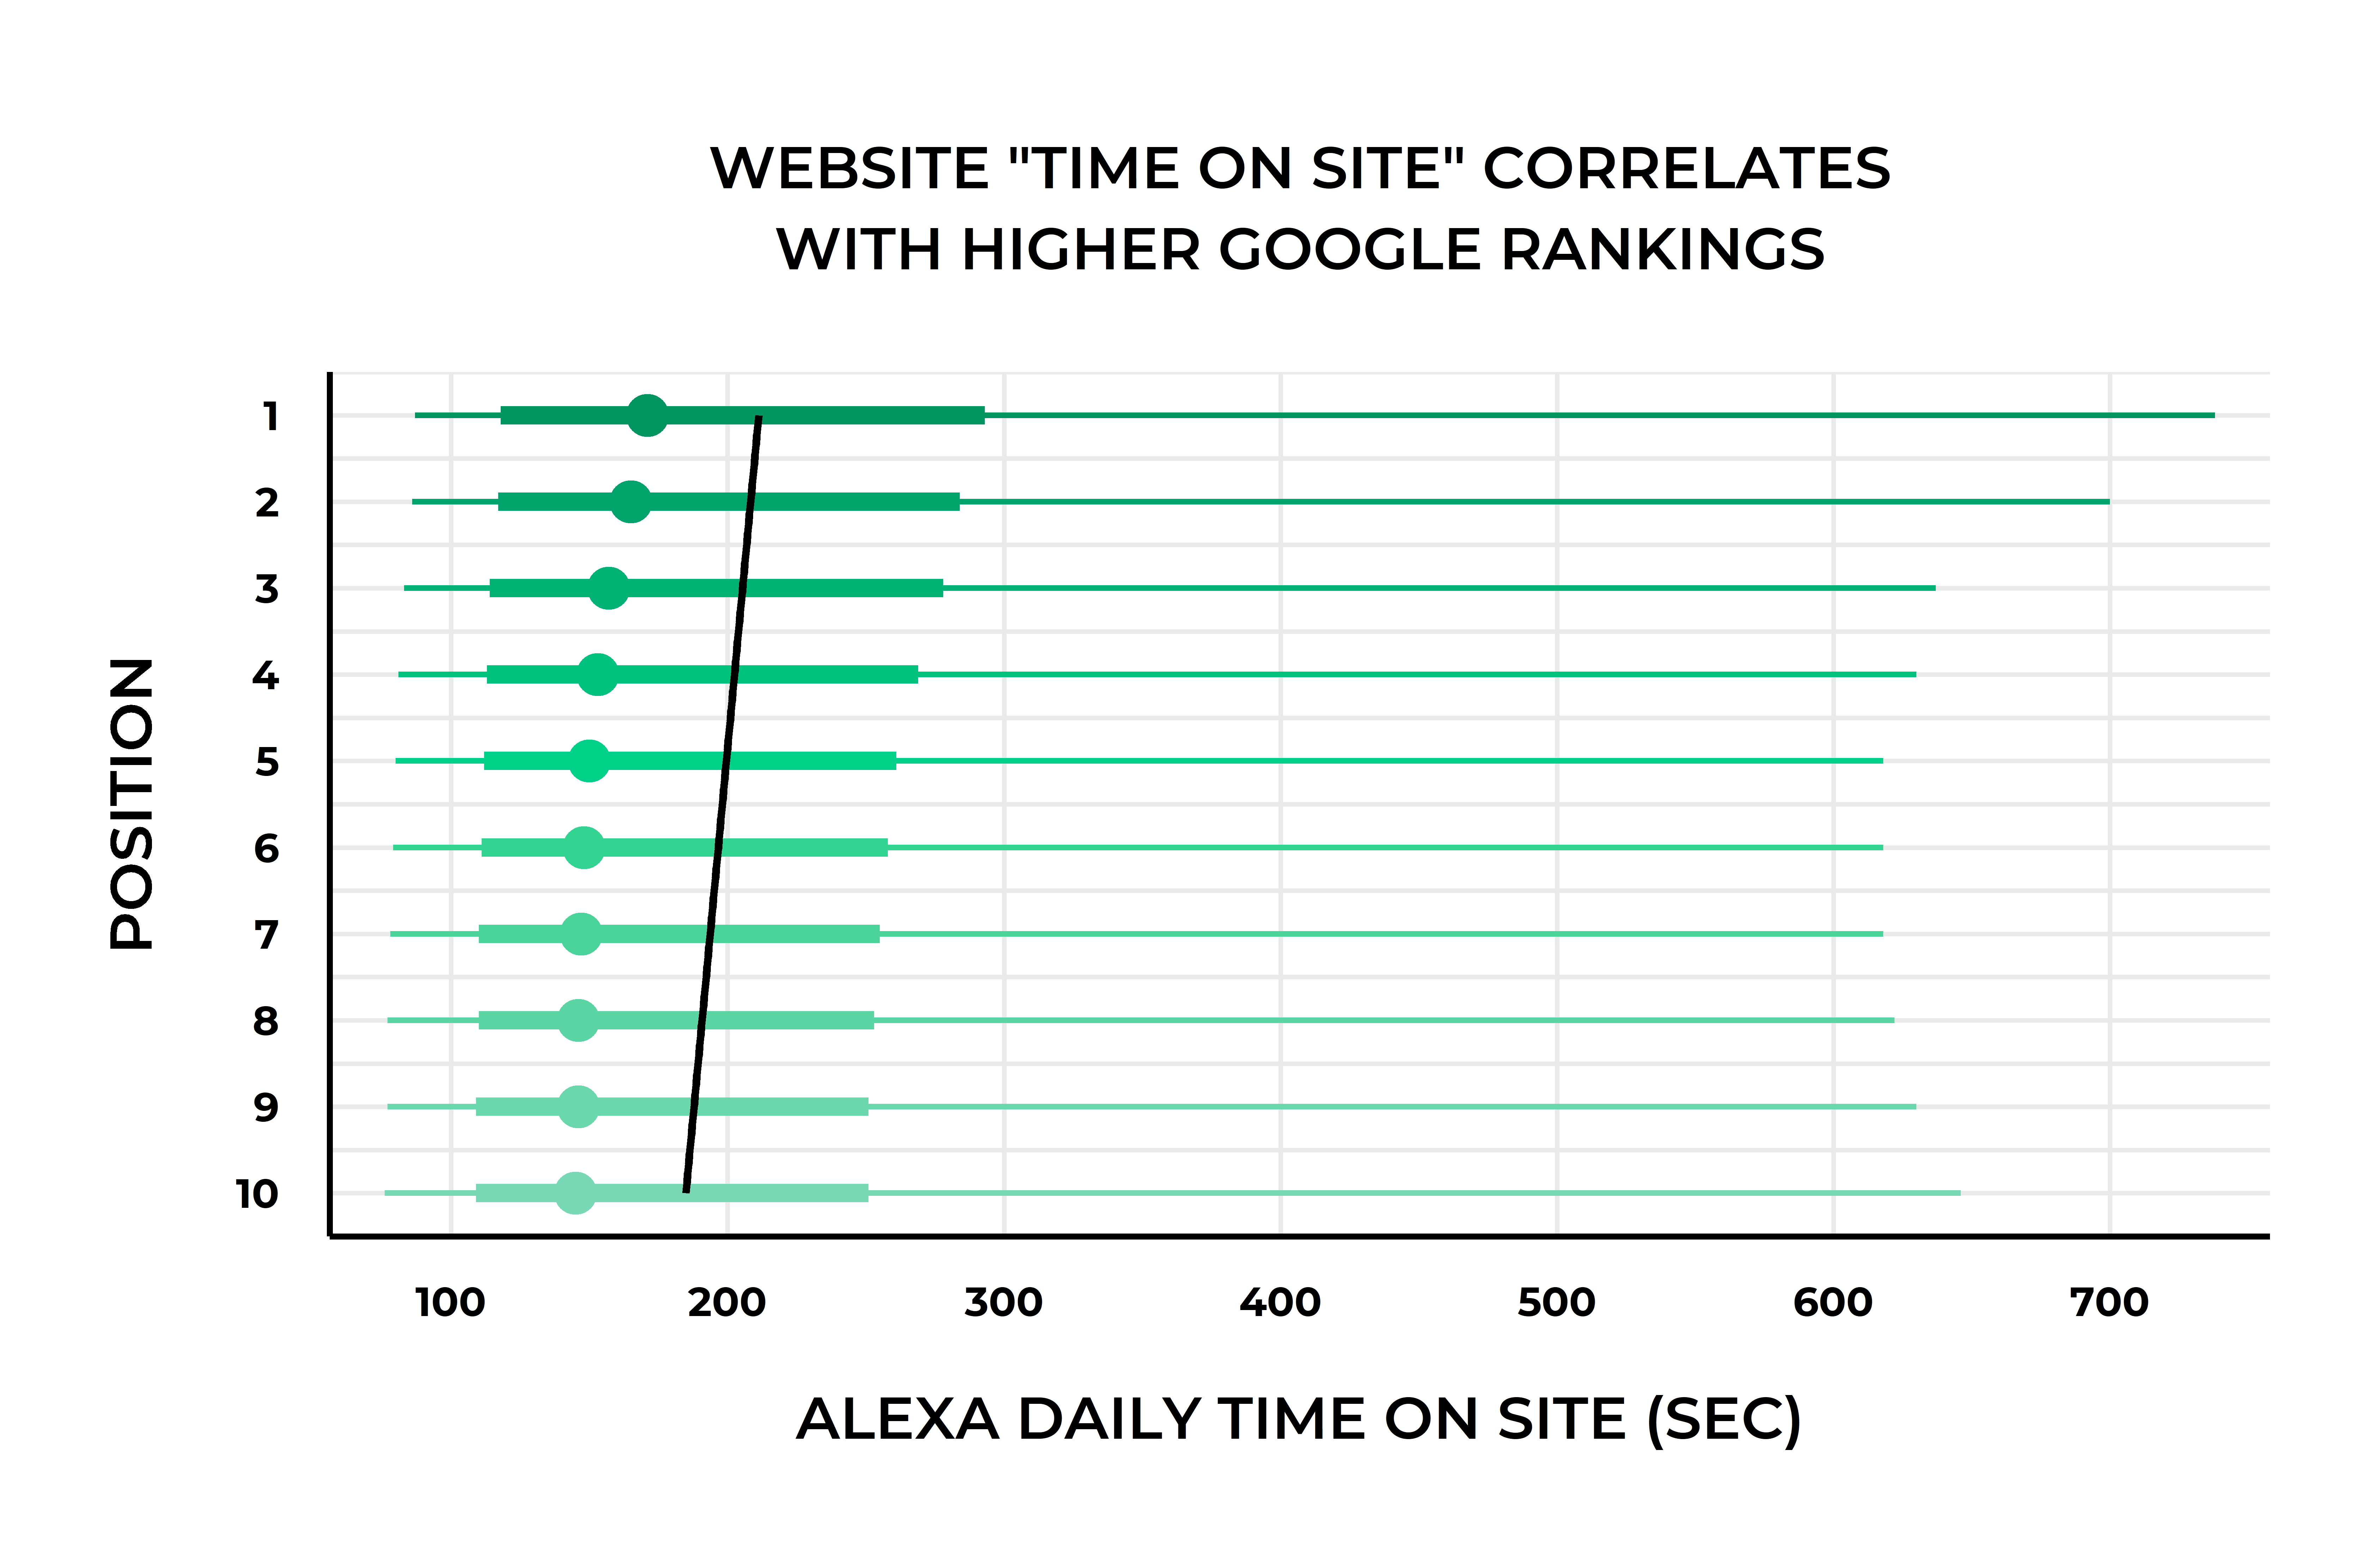 WEBSITE "TIME ON SITE" CORRELATES
WITH HIGHER GOOGLE RANKINGS
POSITION
1
2
3
4
5
6
7
8
9
10
100 200 300 400 500 600 700
ALEXA DAILY TIME ON SITE (SEC)